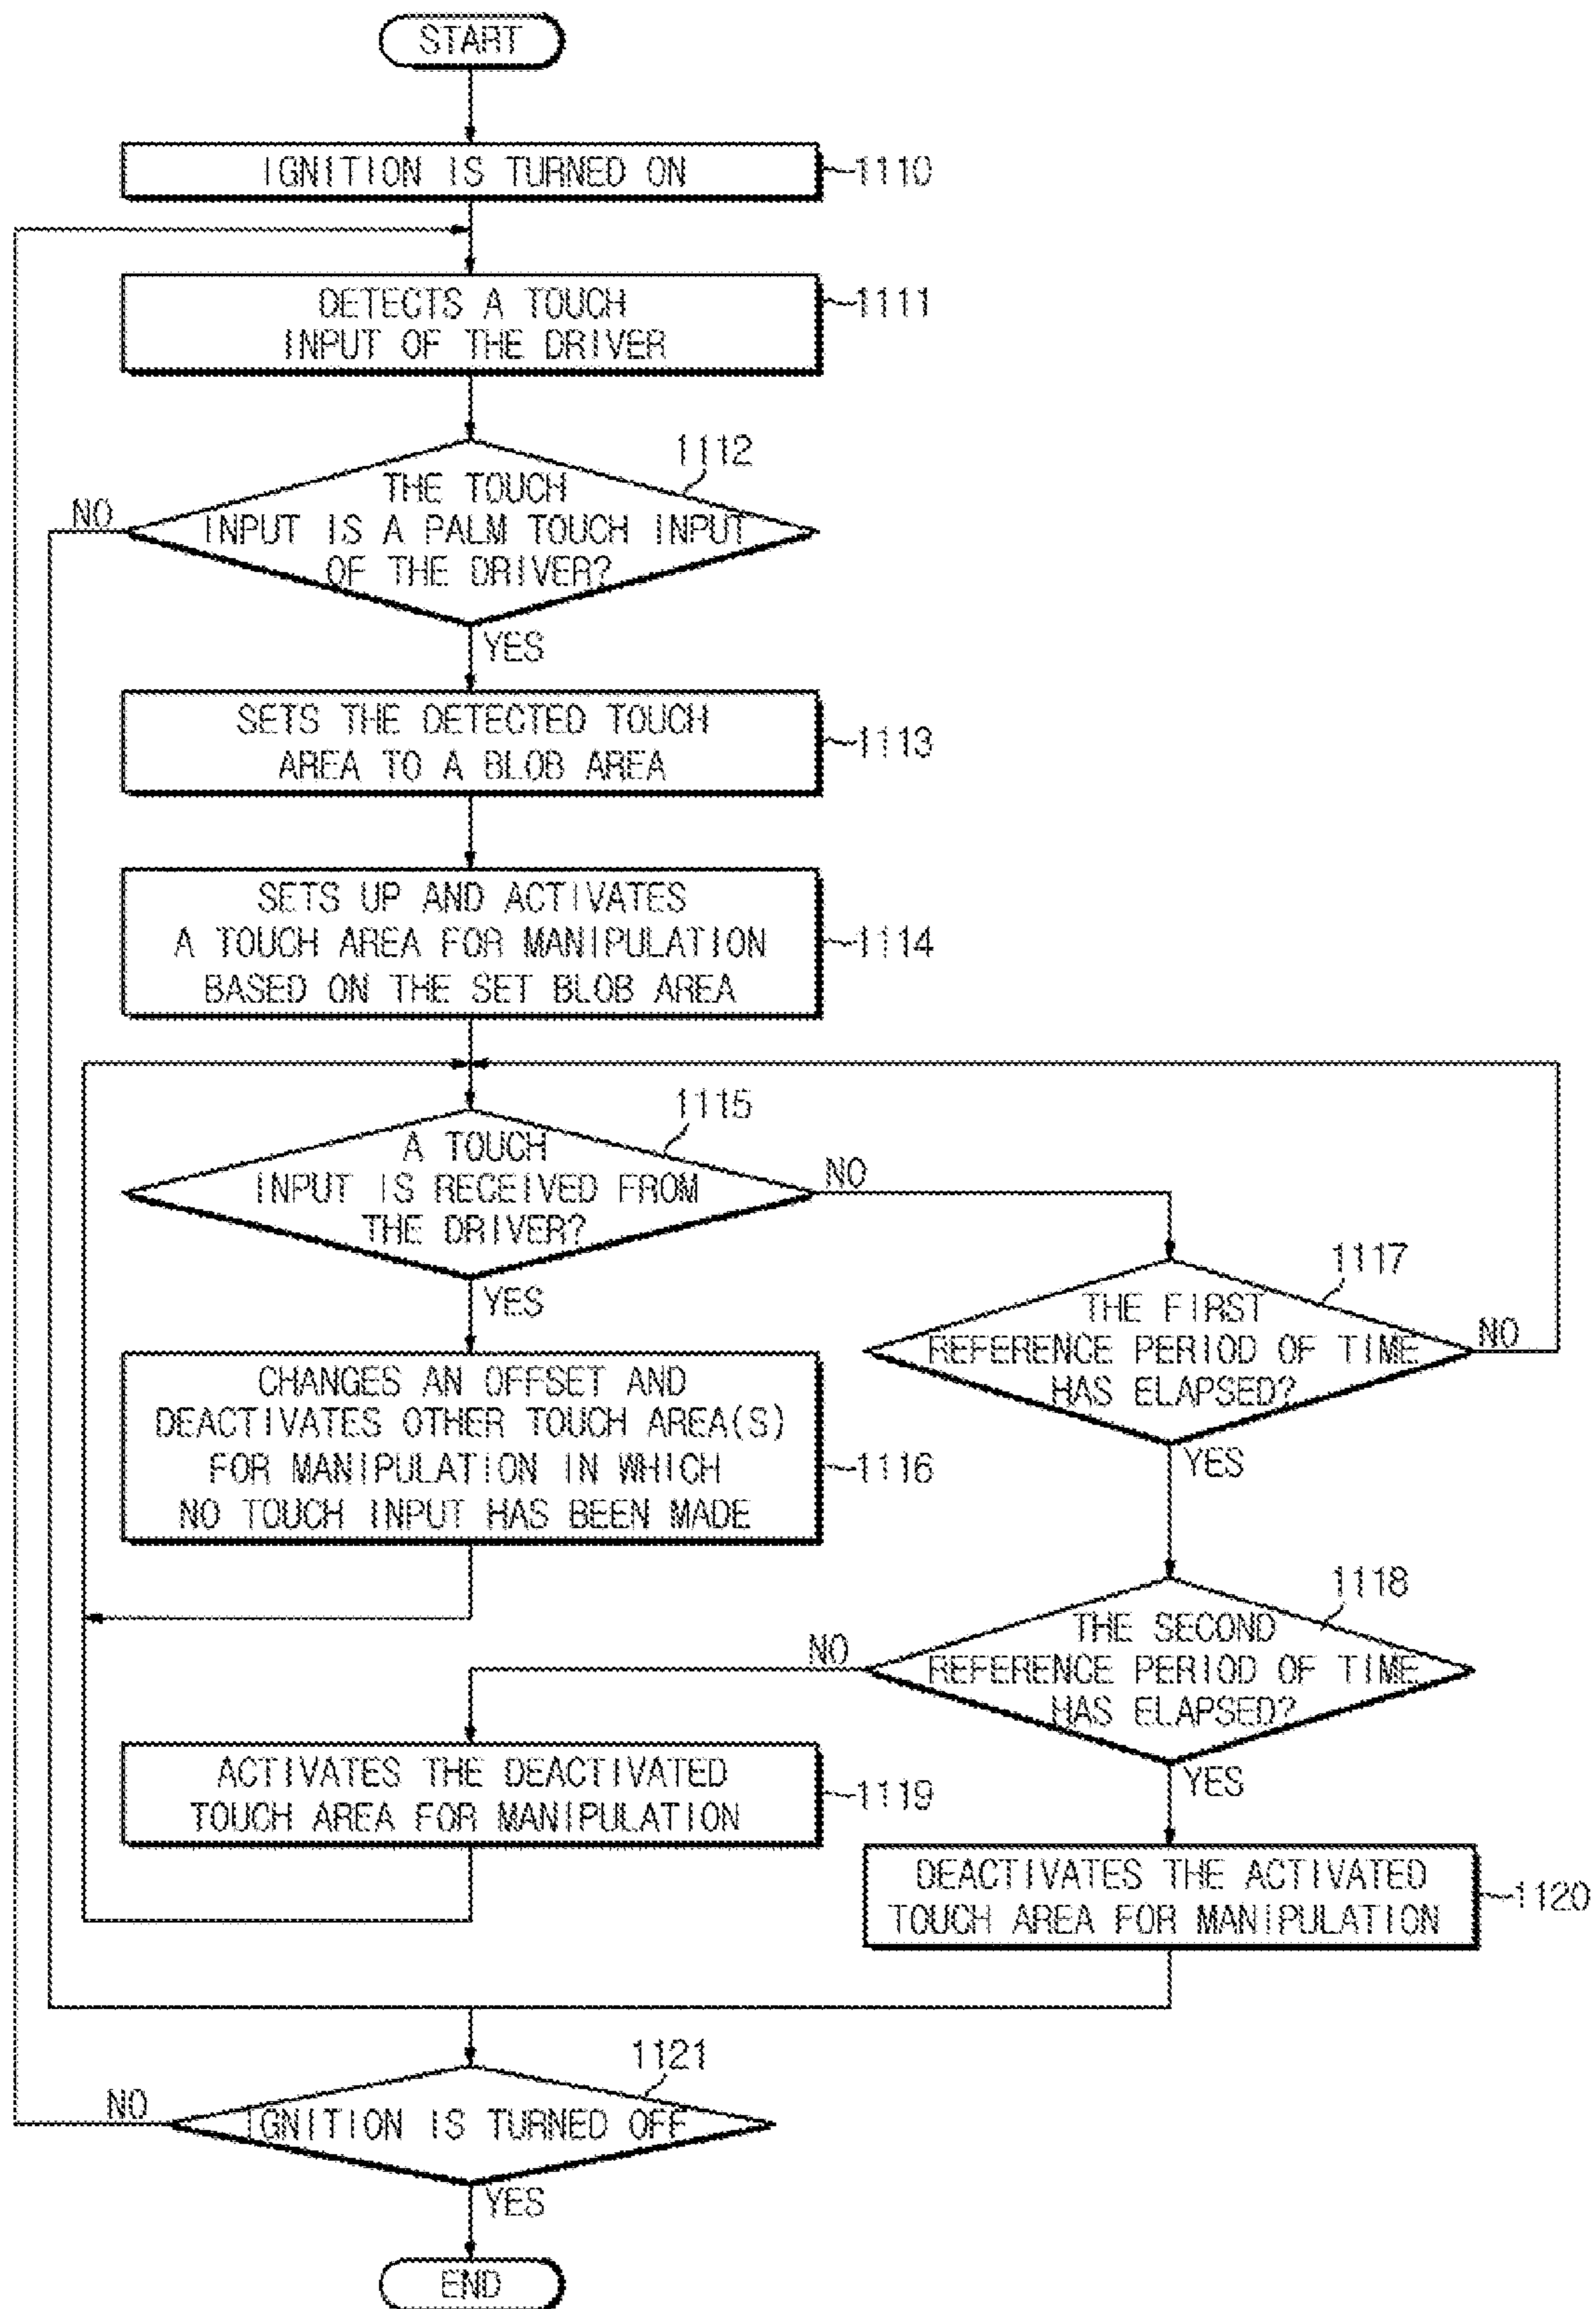 START
IGNITION IS TURNED ON
1110
DETECTS A TOUCH
INPUT OF THE DRIVER
1111
1112
THE TOUCH
INPUT IS A PALM TOUCH INPUT
OF THE DRIVER?
NO
YES
SETS THE DETECTED TOUCH
AREA TO A BLOB AREA
1113
SETS UP AND ACTIVATES
A TOUCH AREA FOR MANIPULATION
BASED ON THE SET BLOB AREA
1114
1115
A TOUCH
INPUT IS RECEIVED FROM
THE DRIVER?
NO
YES
1117
THE FIRST
REFERENCE PERIOD OF TIME
HAS ELAPSED?
NO
YES
CHANGES AN OFFSET AND
DEACTIVATES OTHER TOUCH AREA(S)
FOR MANIPULATION IN WHICH
NO TOUCH INPUT HAS BEEN MADE
1116
1118
THE SECOND
REFERENCE PERIOD OF TIME
HAS ELAPSED?
NO
YES
ACTIVATES THE DEACTIVATED
TOUCH AREA FOR MANIPULATION
1119
DEACTIVATES THE ACTIVATED
TOUCH AREA FOR MANIPULATION
1120
1121
IGNITION IS TURNED OFF
NO
YES
END